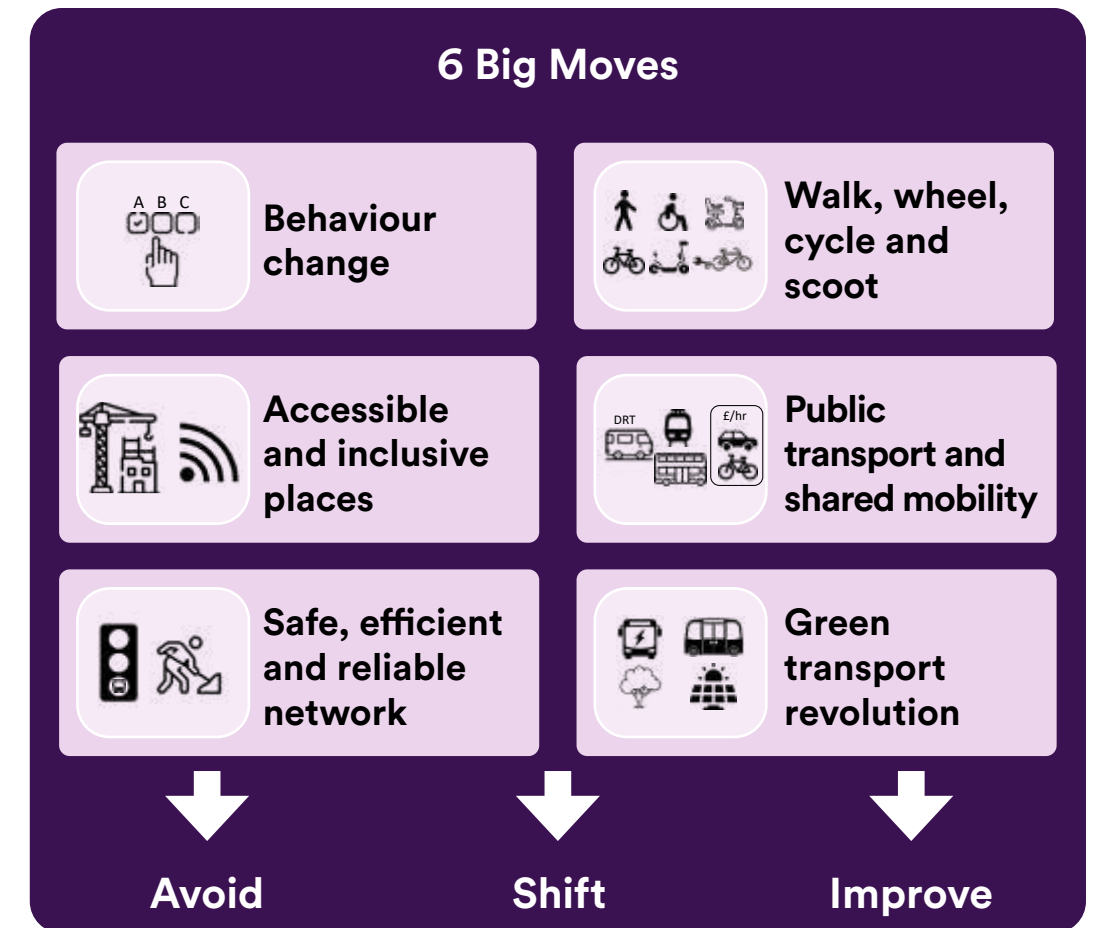 6 Big Moves
A B C
Behaviour
change
Walk, wheel,
cycle and
scoot
Accessible
and inclusive
places
DRT
£/hr
Public
transport and
shared mobility
Safe, efficient
and reliable
network
Green
transport
revolution
Avoid
Shift
Improve